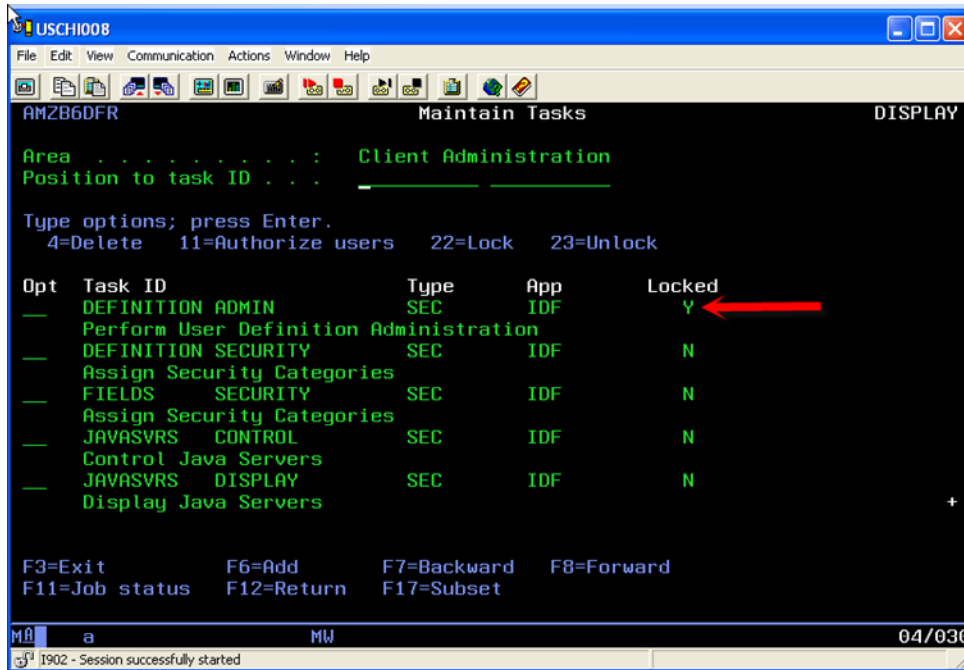 USCHI008
File Edit View Communication Actions Window Help
AMZB6DFR Maintain Tasks DISPLAY
Area . . . . . . . . . : Client Administration
Position to task ID . . .
Type options; press Enter.
4=Delete 11=Authorize users 22=Lock 23=Unlock
Opt Task ID Type App Locked
DEFINITION ADMIN SEC IDF Y
Perform User Definition Administration
DEFINITION SECURITY SEC IDF N
Assign Security Categories
FIELDS SECURITY SEC IDF N
Assign Security Categories
JAVASVRS CONTROL SEC IDF N
Control Java Servers
JAVASVRS DISPLAY SEC IDF N
Display Java Servers +
F3=Exit F6=Add F7=Backward F8=Forward
F11=Job status F12=Return F17=Subset
MA a MW 04/030
I902 - Session successfully started